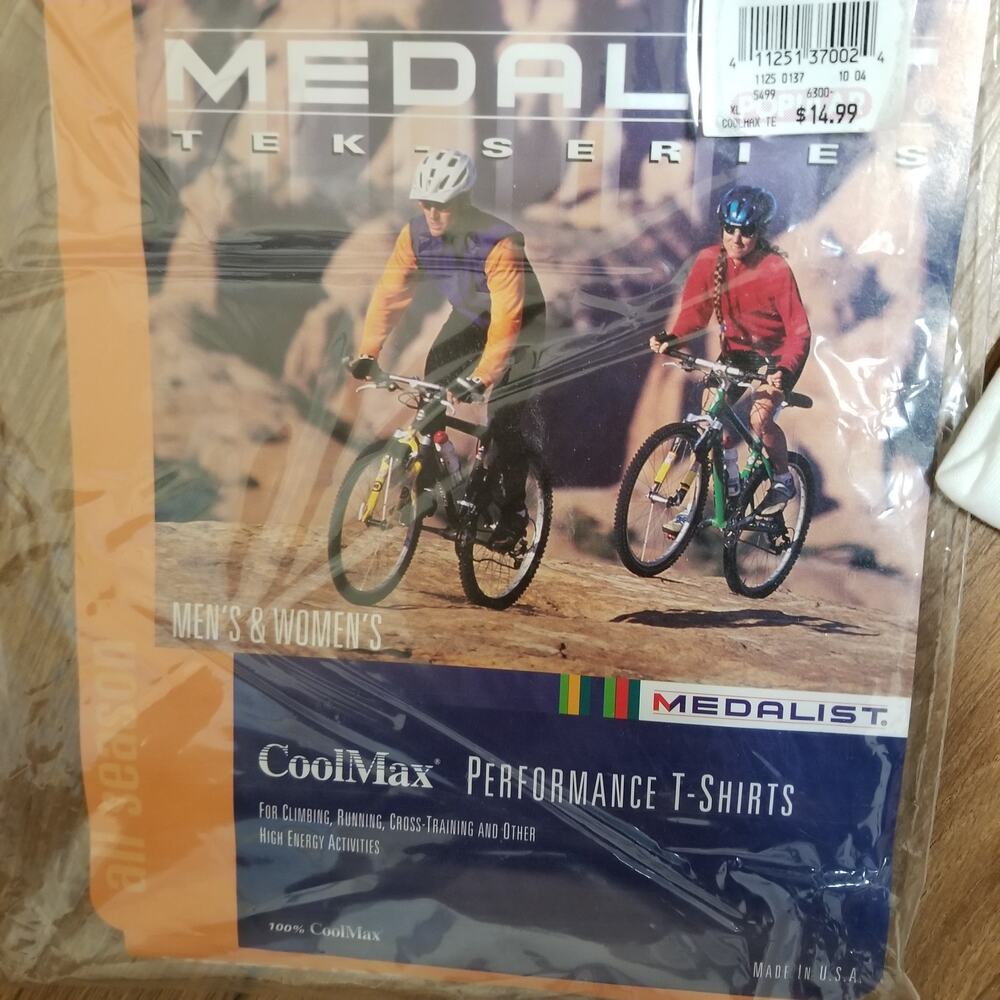 MEDAL
4 11251 37002 4
1125 0137 10 04
5499 6300-
XL
COOLMAX TE $14.99
®
TEK-SERIES
MEN'S & WOMEN'S
MEDALIST®
all season
CoolMax® PERFORMANCE T-SHIRTS
FOR CLIMBING, RUNNING, CROSS-TRAINING AND OTHER
HIGH ENERGY ACTIVITIES
100% CoolMax
MADE IN U.S.A.